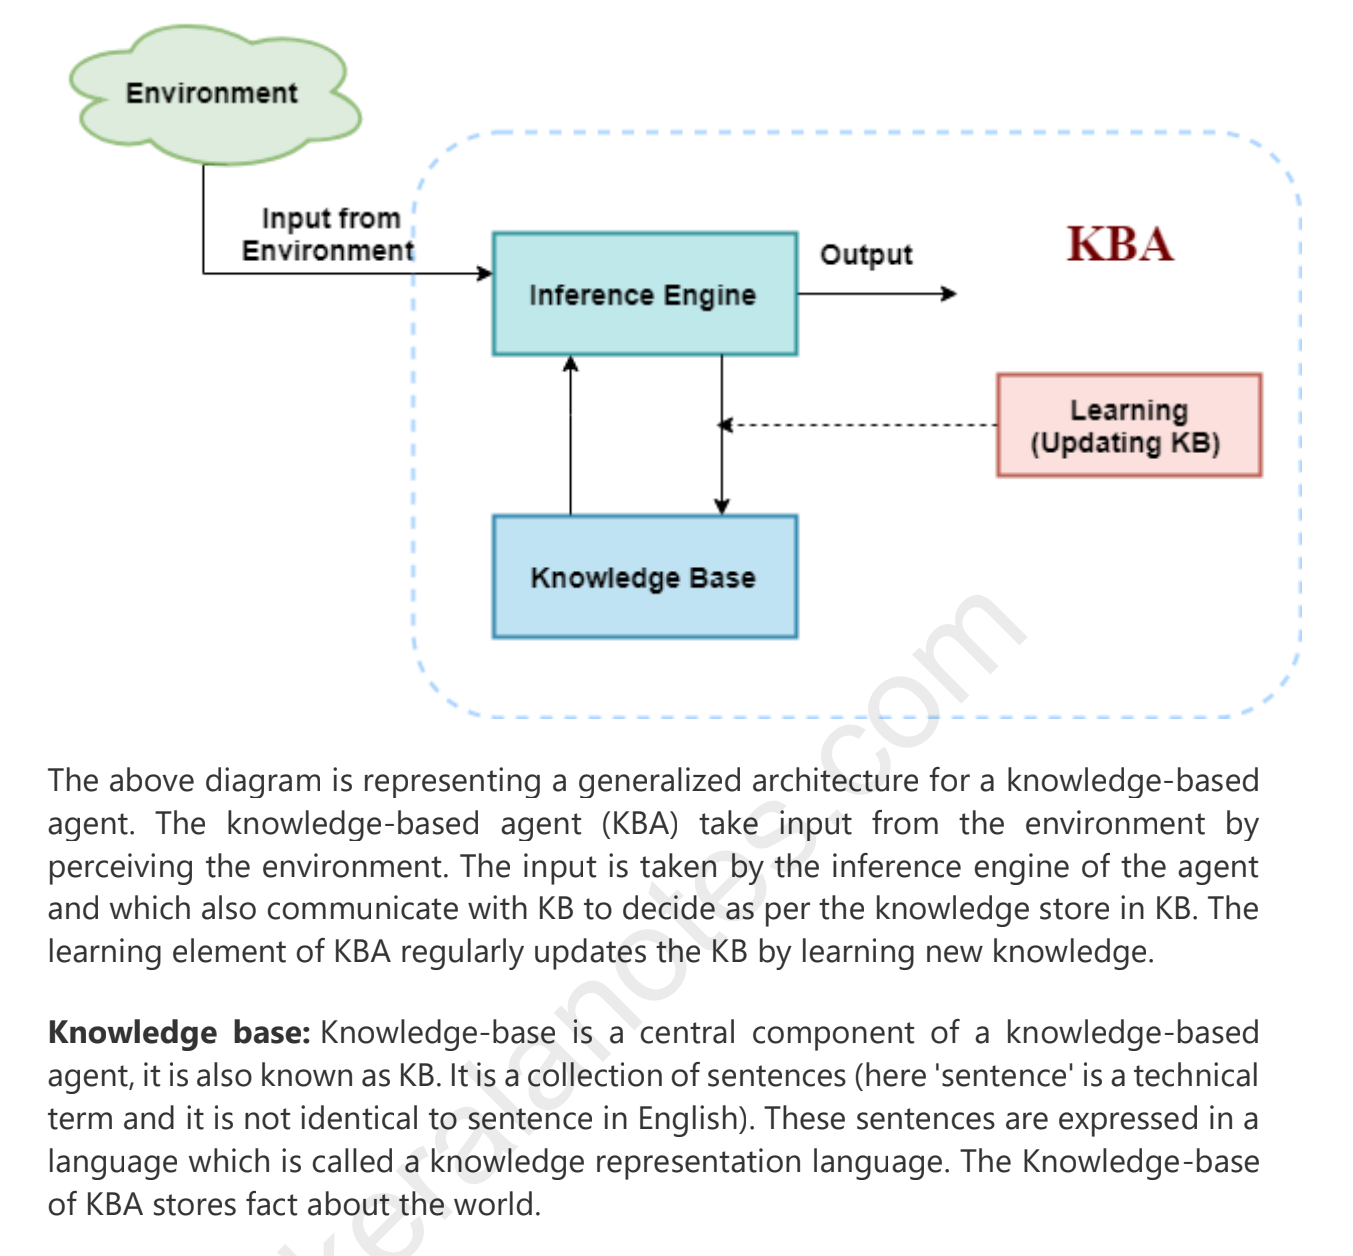 Environment
Input from
Environment
Inference Engine
Output
KBA
Learning
(Updating KB)
Knowledge Base
The above diagram is representing a generalized architecture for a knowledge-based
agent. The knowledge-based agent (KBA) take input from the environment by
perceiving the environment. The input is taken by the inference engine of the agent
and which also communicate with KB to decide as per the knowledge store in KB. The
learning element of KBA regularly updates the KB by learning new knowledge.
Knowledge base: Knowledge-base is a central component of a knowledge-based
agent, it is also known as KB. It is a collection of sentences (here 'sentence' is a technical
term and it is not identical to sentence in English). These sentences are expressed in a
language which is called a knowledge representation language. The Knowledge-base
of KBA stores fact about the world.
keralanotes.com